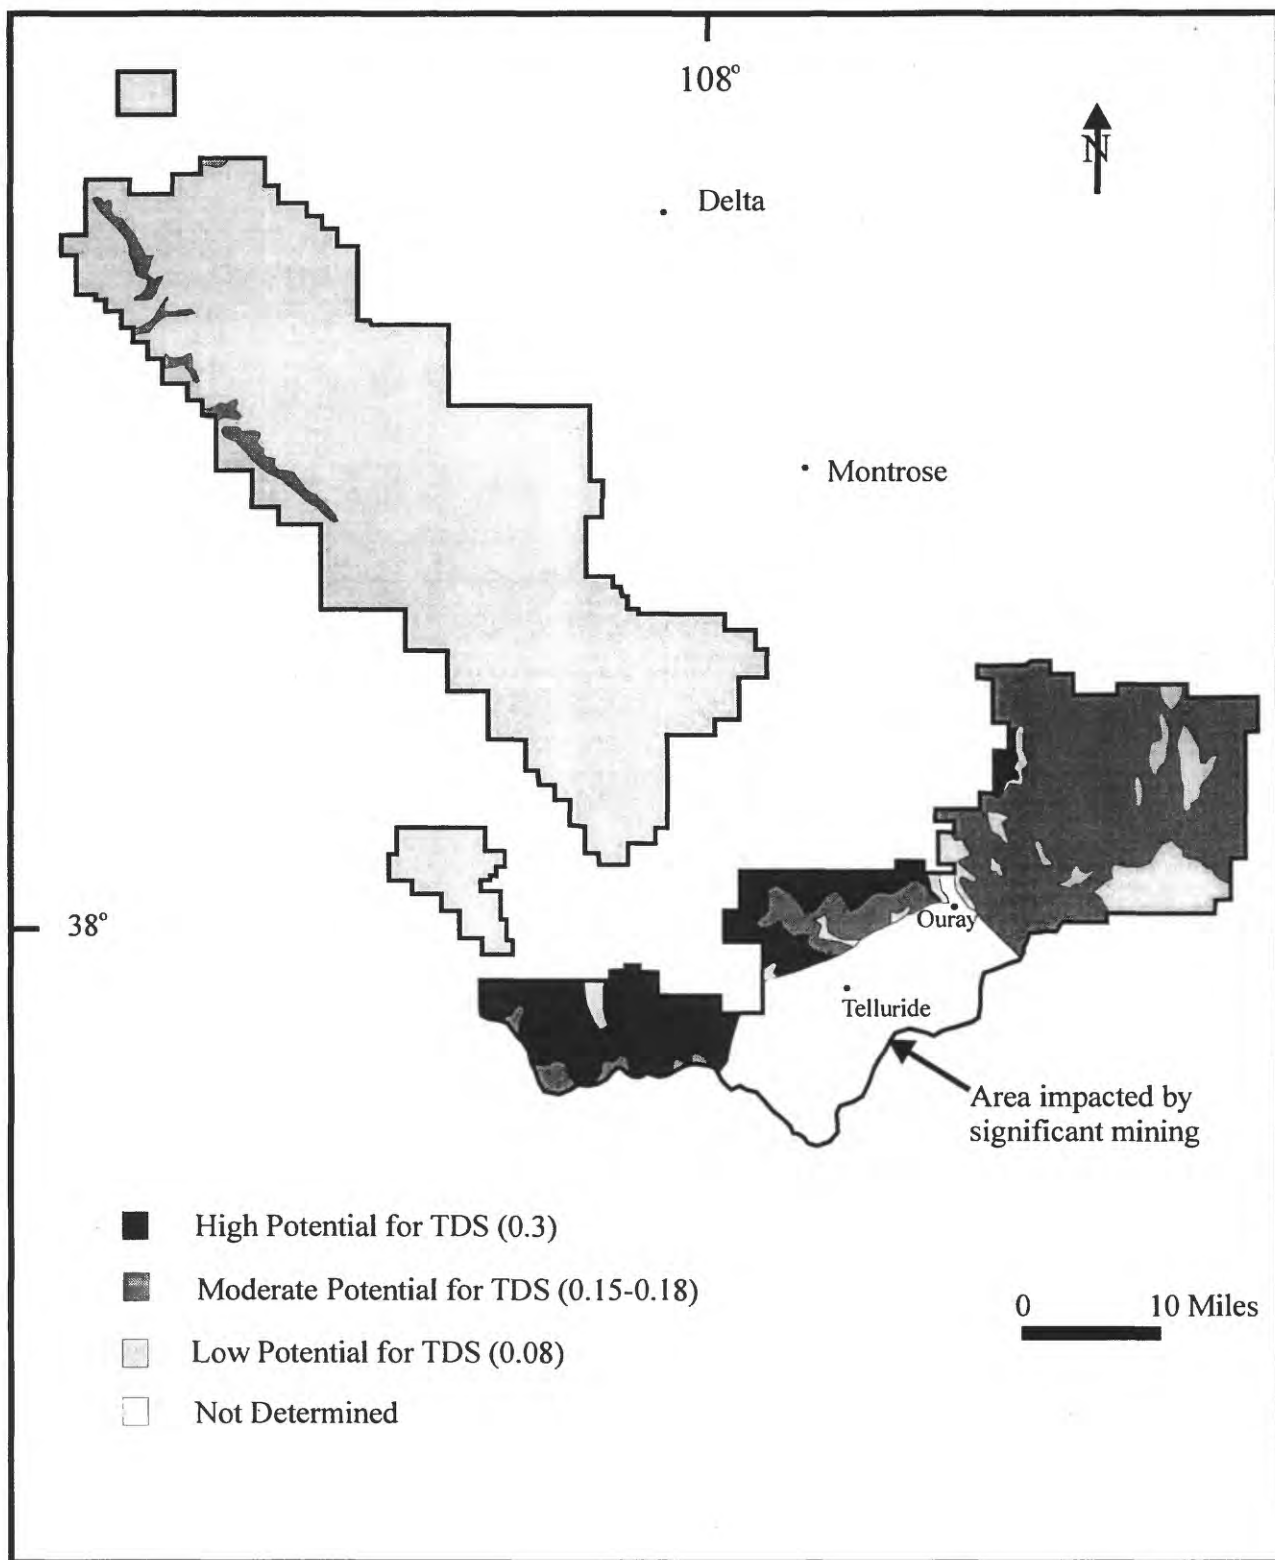 108°
N
Delta
Montrose
38°
Ouray
Telluride
Area impacted by
significant mining
High Potential for TDS (0.3)
Moderate Potential for TDS (0.15-0.18)
0 10 Miles
Low Potential for TDS (0.08)
Not Determined